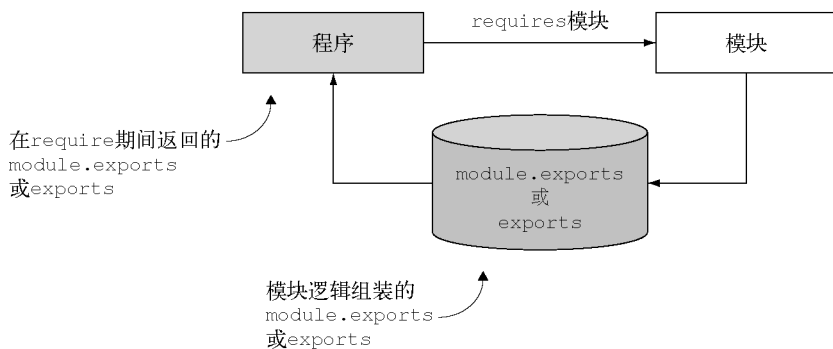 requires模块
程序
模块
在require期间返回的
module.exports
或exports
module.exports
或
exports
模块逻辑组装的
module.exports
或exports